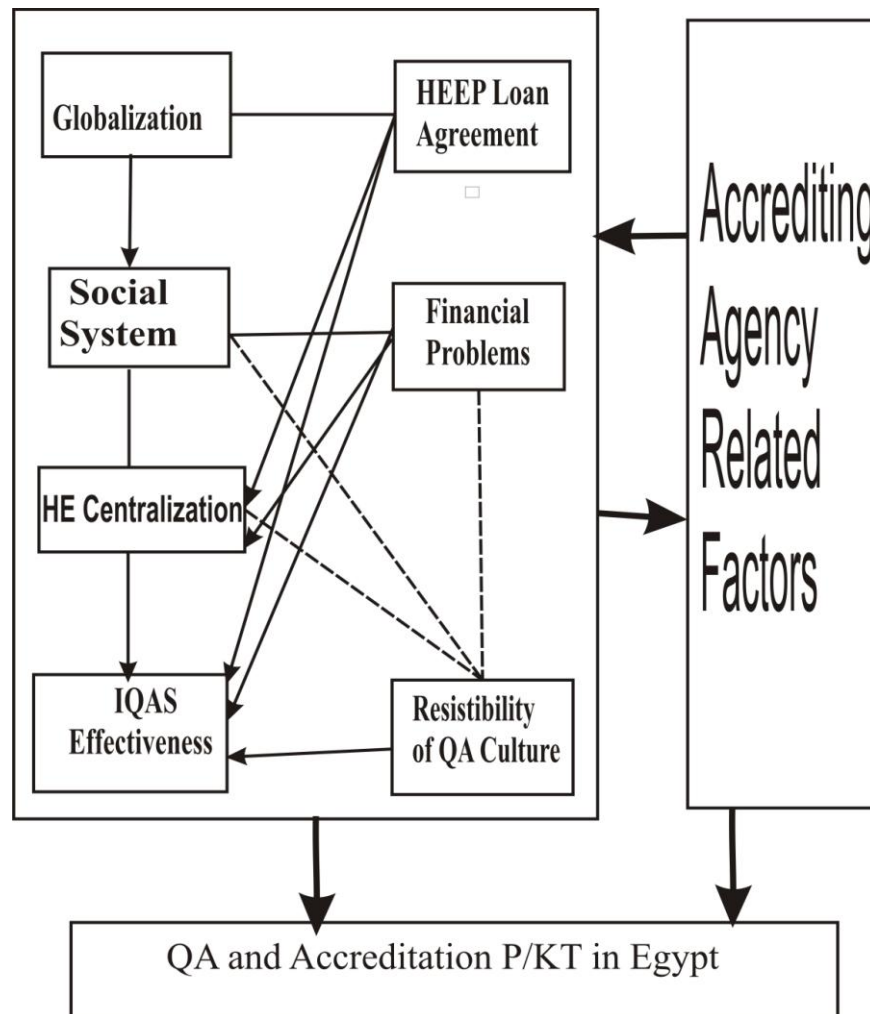 Globalization
HEEP Loan
Agreement
Social
System
Financial
Problems
HE Centralization
IQAS
Effectiveness
Resistibility
of QA Culture
Accrediting
Agency
Related
Factors
QA and Accreditation P/KT in Egypt